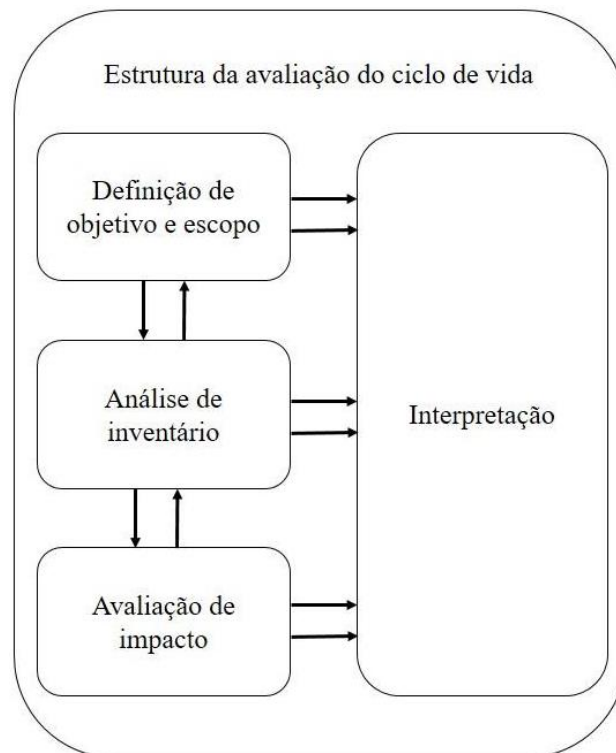 Estrutura da avaliação do ciclo de vida
Definição de
objetivo e escopo
Análise de
inventário
Interpretação
Avaliação de
impacto